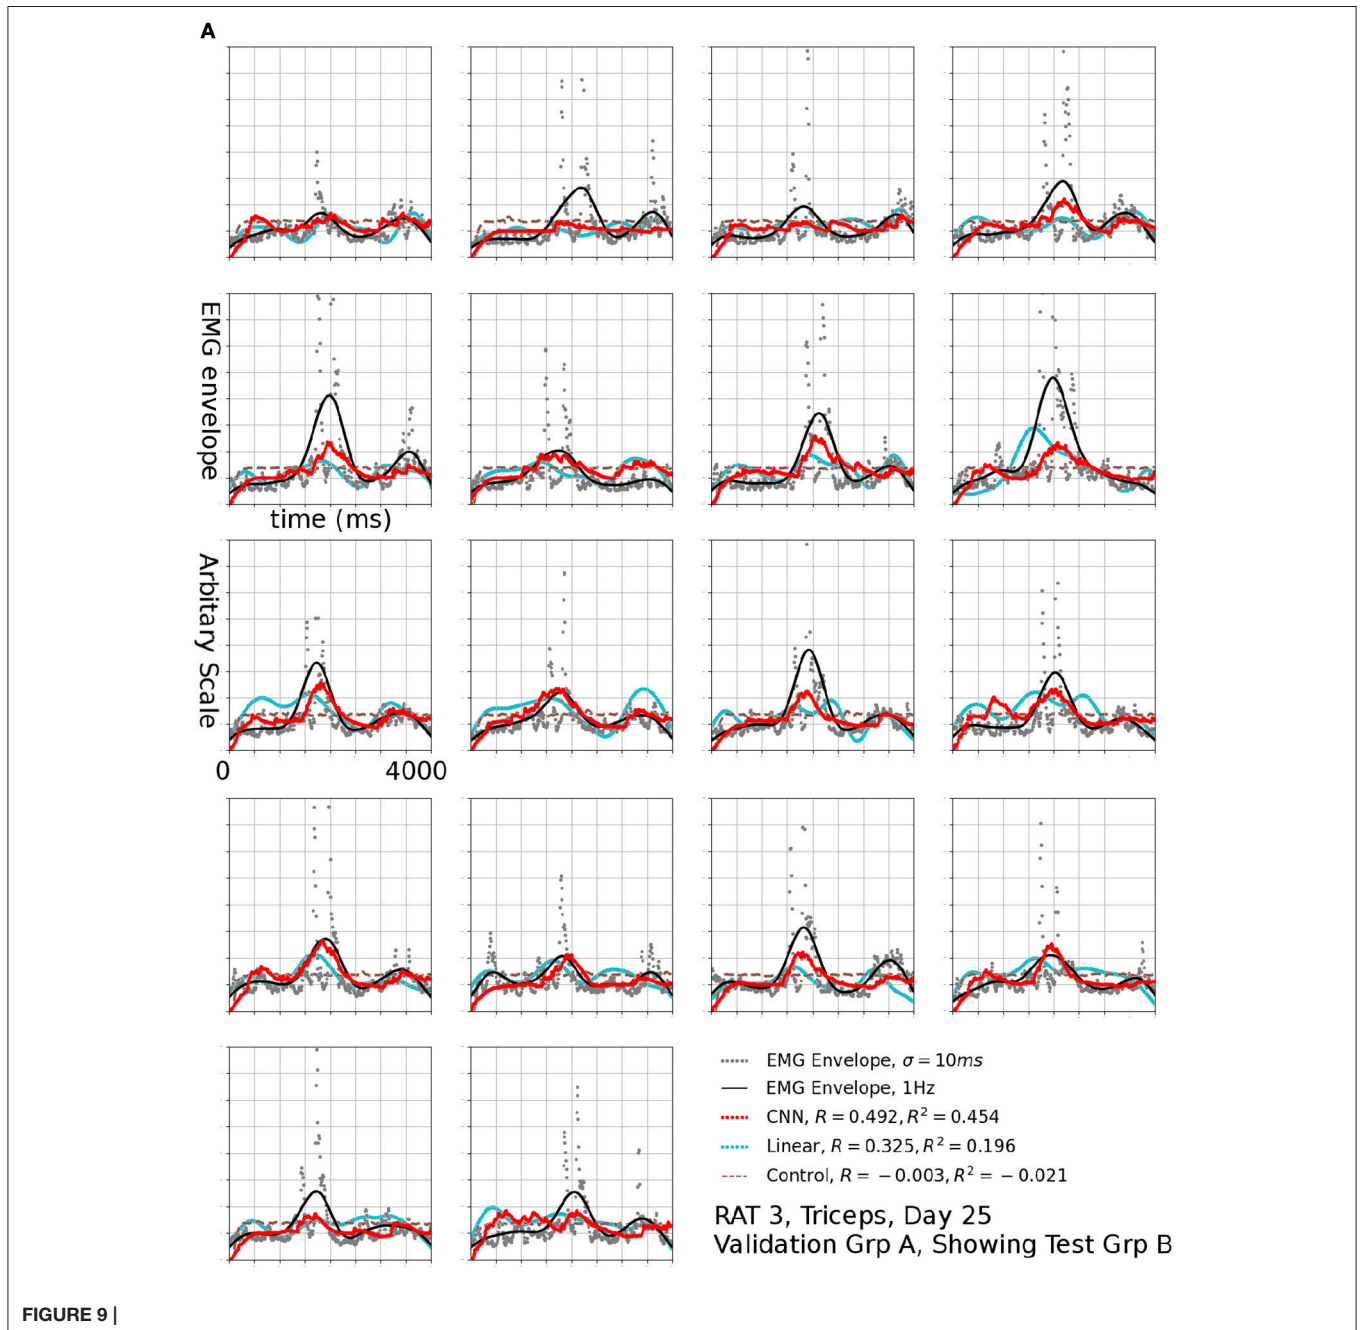 A
EMG envelope
time (ms)
Arbitary Scale
0 4000
EMG Envelope, σ = 10ms
EMG Envelope, 1Hz
CNN, R = 0.492, R² = 0.454
Linear, R = 0.325, R² = 0.196
Control, R = −0.003, R² = −0.021
RAT 3, Triceps, Day 25
Validation Grp A, Showing Test Grp B
FIGURE 9 |